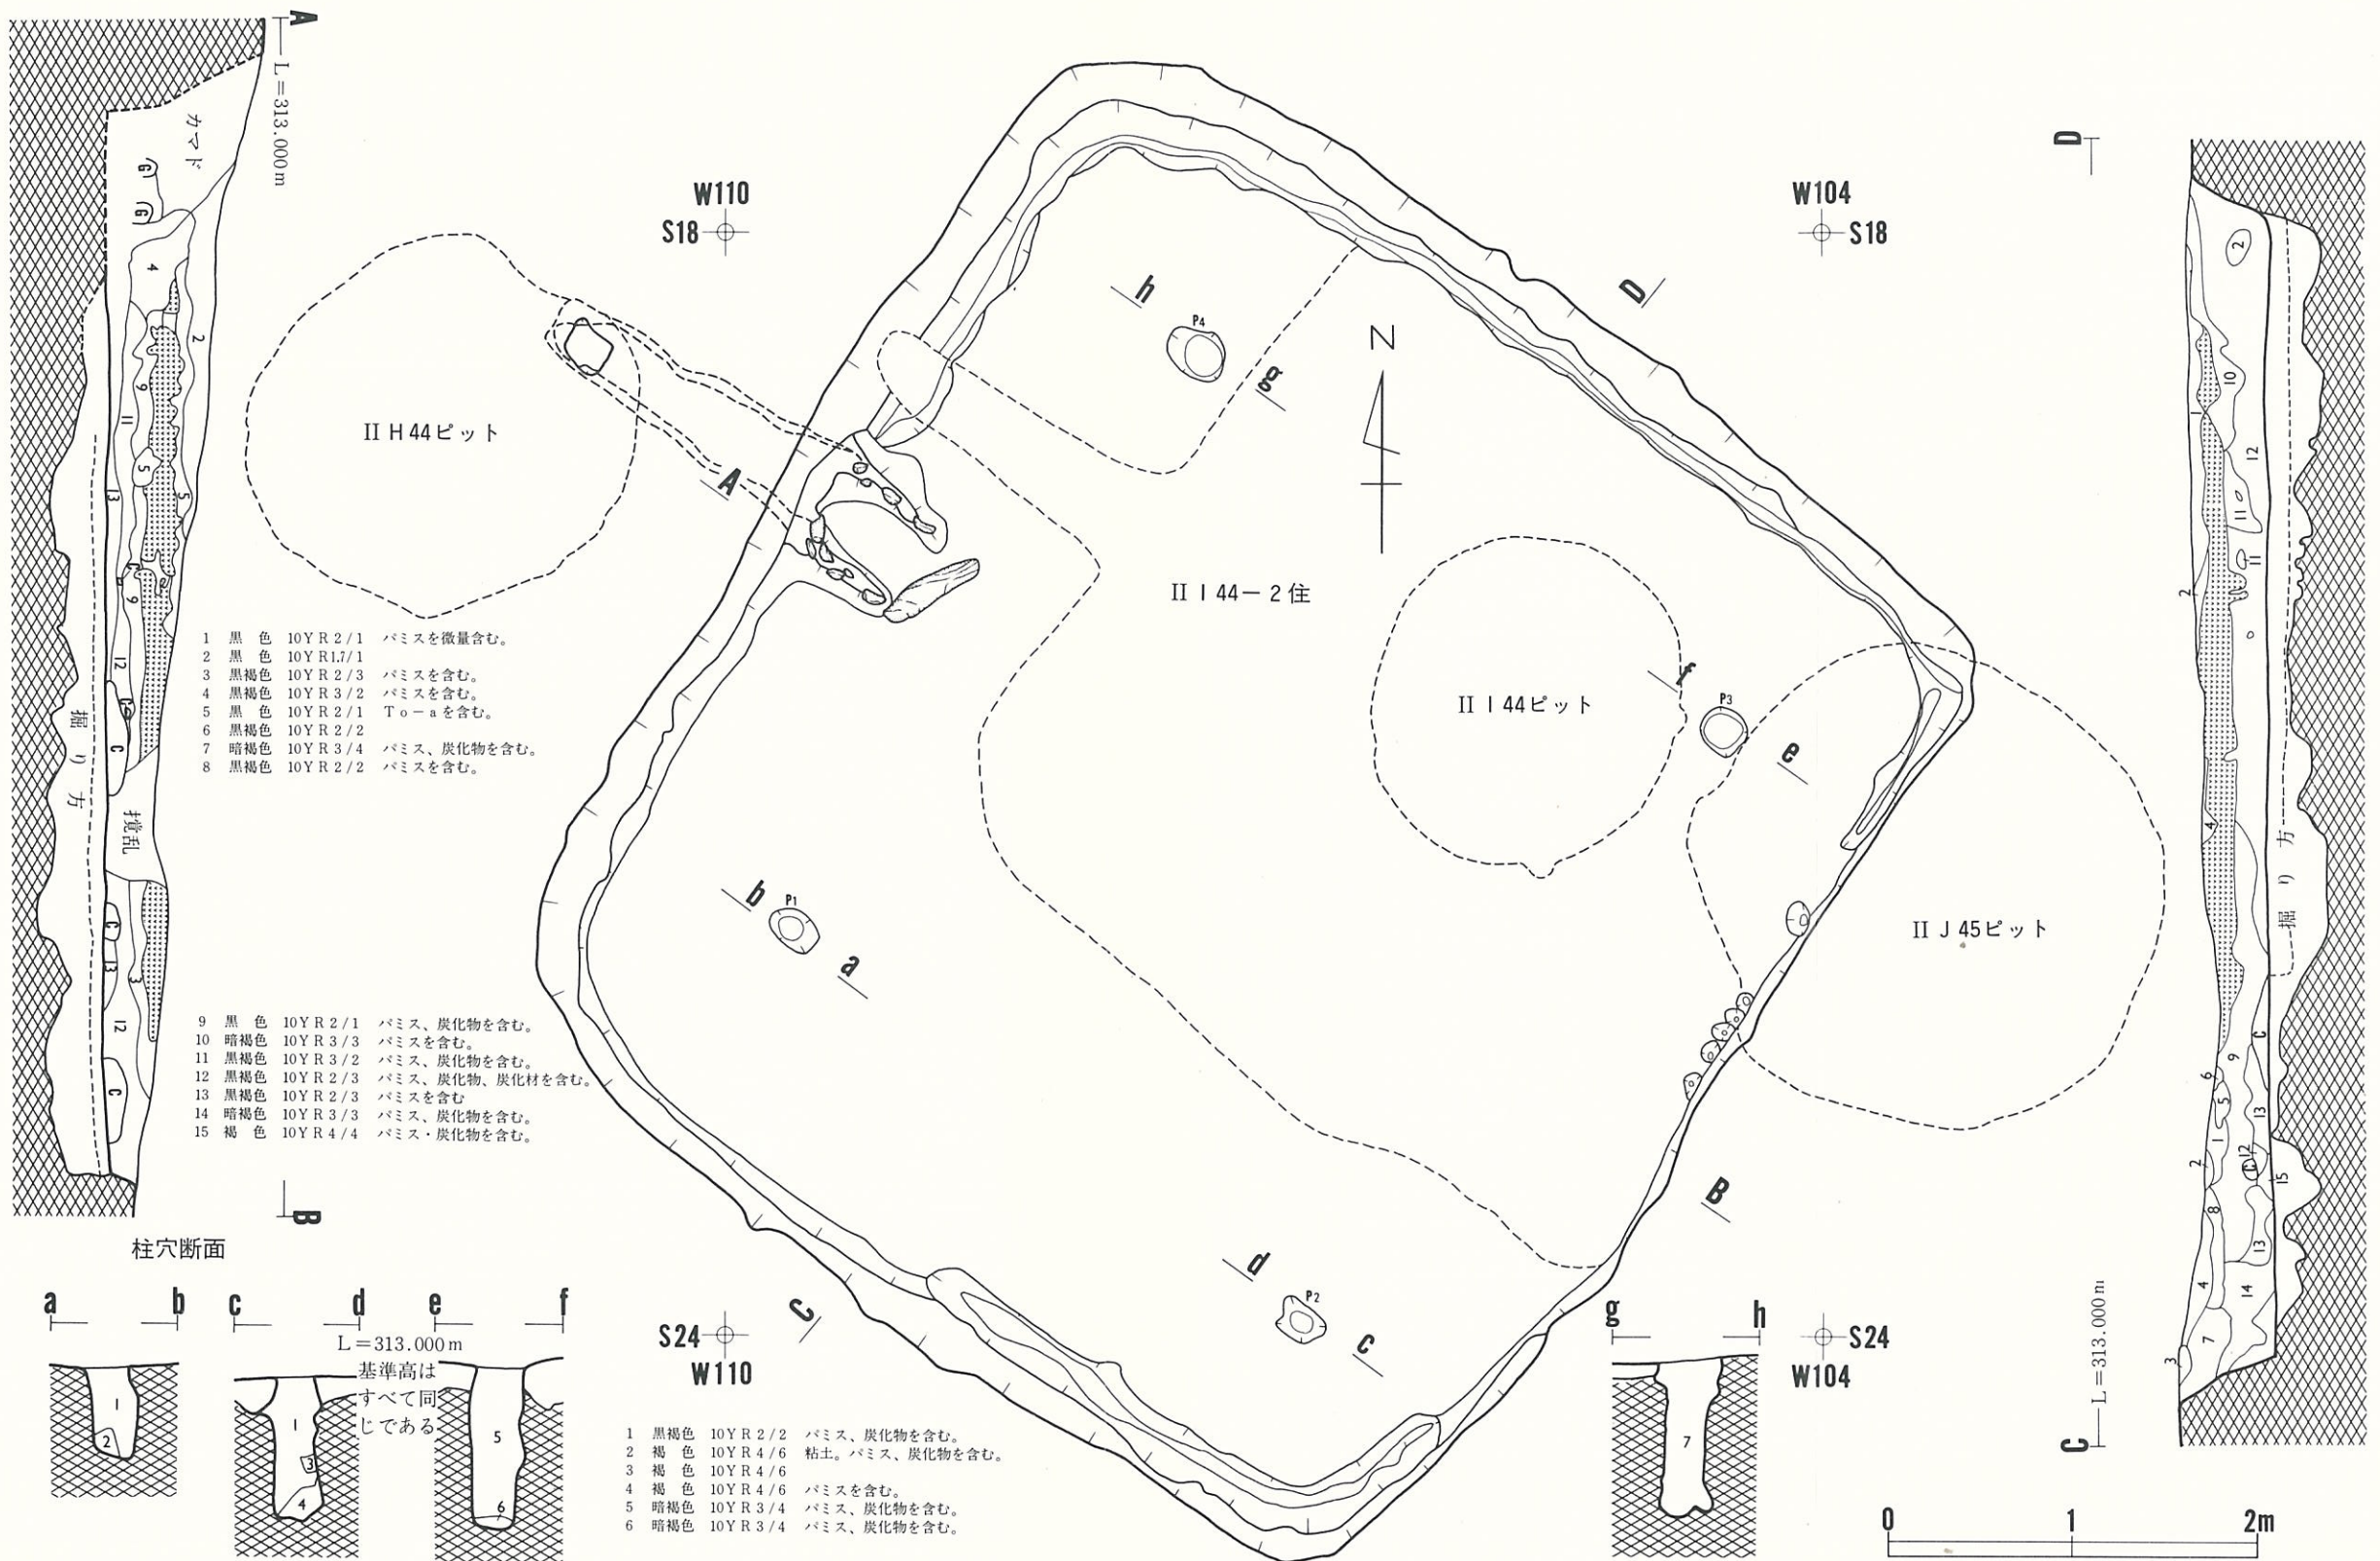 A
L=313.000m
カマド
G
G
4
2
9
11
5
13
5
C
9
12
C
C
掘り方
攪乱
C
13
3
12
C
B
W110
S18
W104
S18
II H44ピット
A
h
P4
g
D
N
II I 44-2住
II I 44ピット
f
P3
e
II J 45ピット
b
P1
a
d
P2
c
B
C
S24
W110
S24
W104
1 黒 色 10YR2/1 パミスを微量含む。
2 黒 色 10YR1.7/1
3 黒褐色 10YR2/3 パミスを含む。
4 黒褐色 10YR3/2 パミスを含む。
5 黒 色 10YR2/1 To-aを含む。
6 黒褐色 10YR2/2
7 暗褐色 10YR3/4 パミス、炭化物を含む。
8 黒褐色 10YR2/2 パミスを含む。
9 黒 色 10YR2/1 パミス、炭化物を含む。
10 暗褐色 10YR3/3 パミスを含む。
11 黒褐色 10YR3/2 パミス、炭化物を含む。
12 黒褐色 10YR2/3 パミス、炭化物、炭化材を含む。
13 黒褐色 10YR2/3 パミスを含む
14 暗褐色 10YR3/3 パミス、炭化物を含む。
15 褐 色 10YR4/4 パミス・炭化物を含む。
D
2
10
1
12
11
11
2
4
掘り方
C
9
6
5
13
1
12
2
C
15
8
13
4
14
7
3
L=313.000m
C
柱穴断面
a b
c d
e f
L=313.000m
基準高は
すべて同
じである
1
2
1
3
4
5
6
g h
7
1 黒褐色 10YR2/2 パミス、炭化物を含む。
2 褐 色 10YR4/6 粘土。パミス、炭化物を含む。
3 褐 色 10YR4/6
4 褐 色 10YR4/6 パミスを含む。
5 暗褐色 10YR3/4 パミス、炭化物を含む。
6 暗褐色 10YR3/4 パミス、炭化物を含む。
0 1 2m